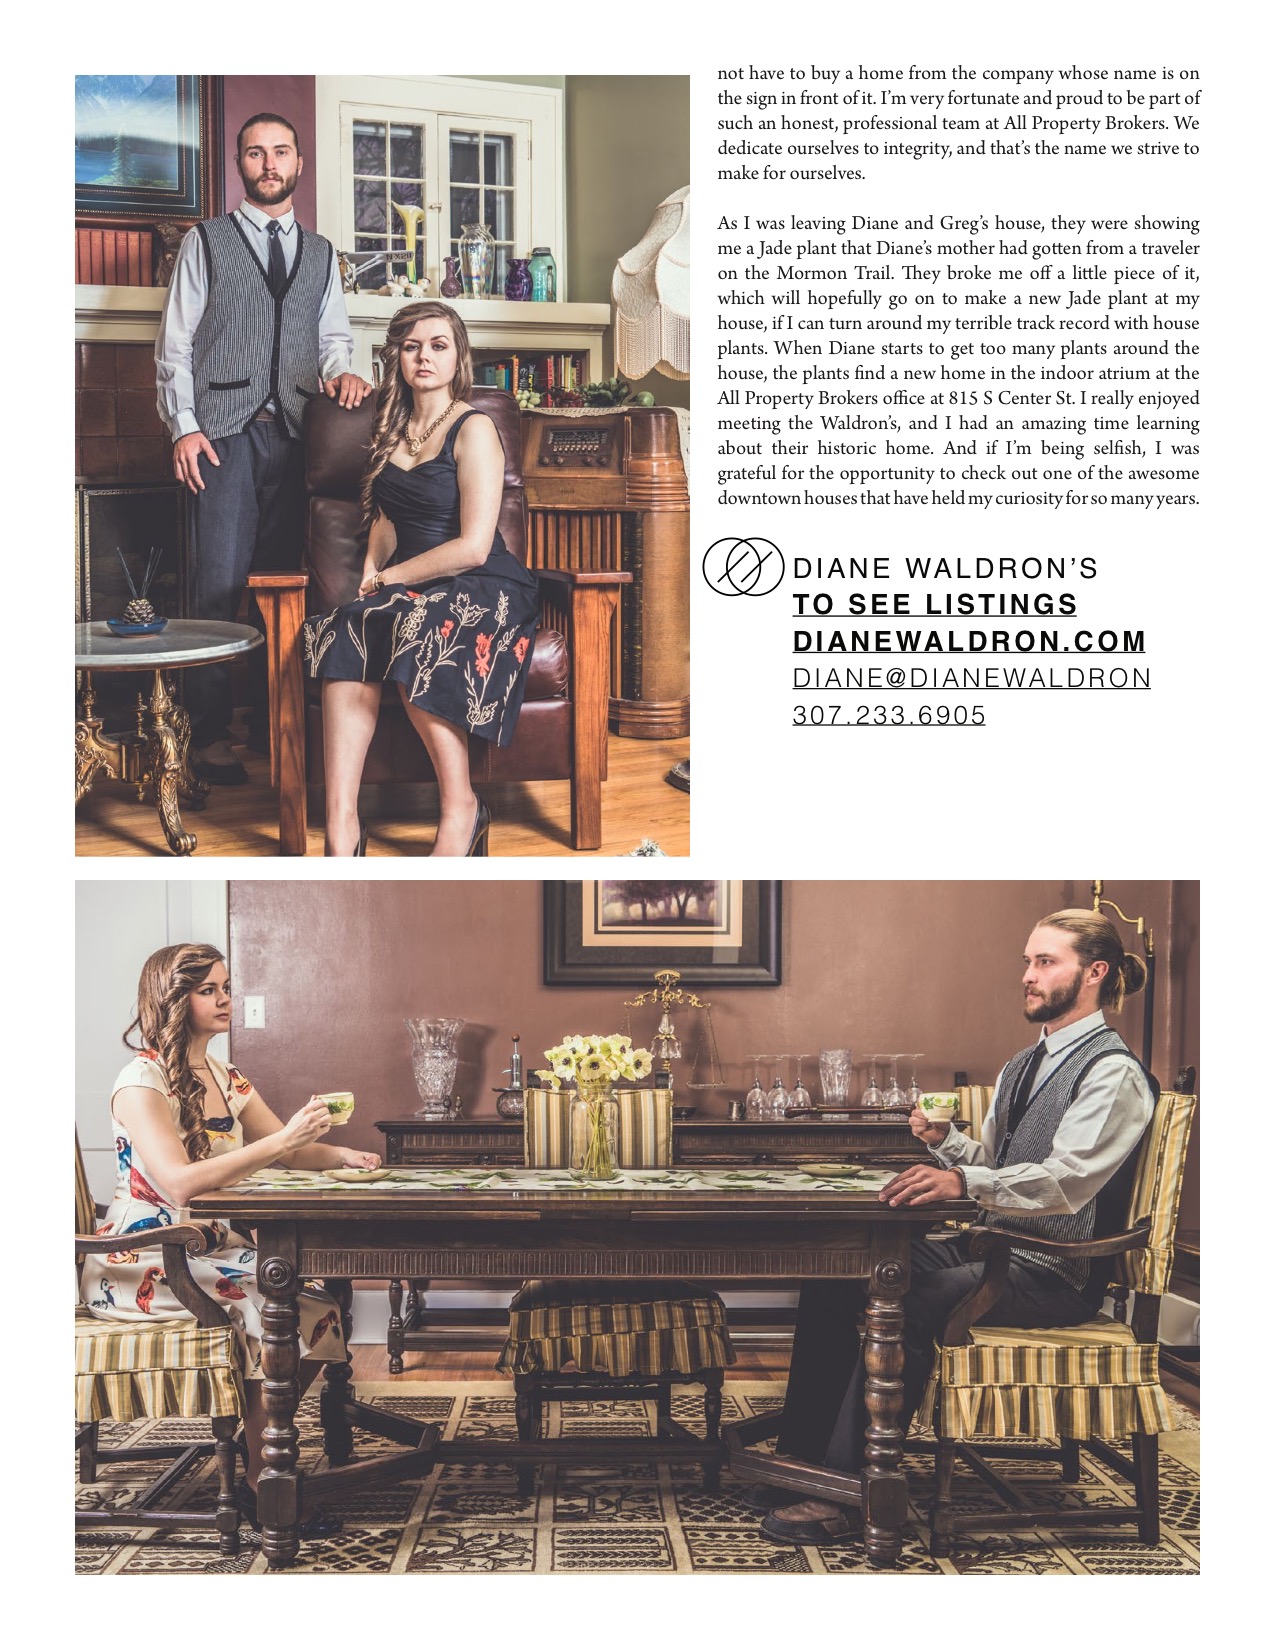 not have to buy a home from the company whose name is on
the sign in front of it. I’m very fortunate and proud to be part of
such an honest, professional team at All Property Brokers. We
dedicate ourselves to integrity, and that’s the name we strive to
make for ourselves.
As I was leaving Diane and Greg’s house, they were showing
me a Jade plant that Diane’s mother had gotten from a traveler
on the Mormon Trail. They broke me off a little piece of it,
which will hopefully go on to make a new Jade plant at my
house, if I can turn around my terrible track record with house
plants. When Diane starts to get too many plants around the
house, the plants find a new home in the indoor atrium at the
All Property Brokers office at 815 S Center St. I really enjoyed
meeting the Waldron’s, and I had an amazing time learning
about their historic home. And if I’m being selfish, I was
grateful for the opportunity to check out one of the awesome
downtown houses that have held my curiosity for so many years.
DIANE WALDRON’S
TO SEE LISTINGS
DIANEWALDRON.COM
DIANE@DIANEWALDRON
307.233.6905